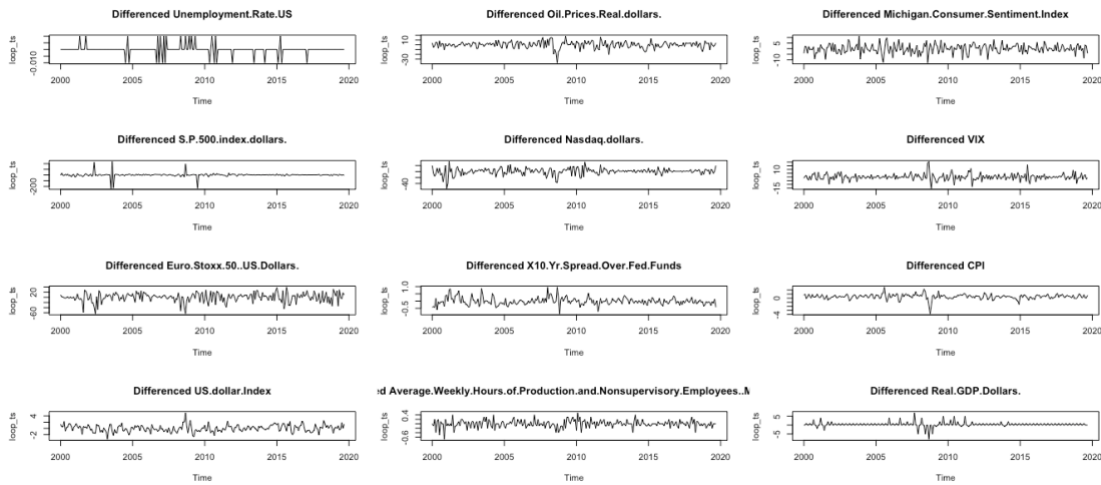 Differenced Unemployment.Rate.US
loop_ts
-0.010
2000 2005 2010 2015 2020
Time
Differenced Oil.Prices.Real.dollars.
loop_ts
-30 10
2000 2005 2010 2015 2020
Time
Differenced Michigan.Consumer.Sentiment.Index
loop_ts
-10 5
2000 2005 2010 2015 2020
Time
Differenced S.P.500.index.dollars.
loop_ts
-200
2000 2005 2010 2015 2020
Time
Differenced Nasdaq.dollars.
loop_ts
-40
2000 2005 2010 2015 2020
Time
Differenced VIX
loop_ts
-15 10
2000 2005 2010 2015 2020
Time
Differenced Euro.Stoxx.50..US.Dollars.
loop_ts
-60 20
2000 2005 2010 2015 2020
Time
Differenced X10.Yr.Spread.Over.Fed.Funds
loop_ts
-0.5 1.0
2000 2005 2010 2015 2020
Time
Differenced CPI
loop_ts
-4 0
2000 2005 2010 2015 2020
Time
Differenced US.dollar.Index
loop_ts
-2 4
2000 2005 2010 2015 2020
Time
ed Average.Weekly.Hours.of.Production.and.Nonsupervisory.Employees..M
loop_ts
-0.6 0.4
2000 2005 2010 2015 2020
Time
Differenced Real.GDP.Dollars.
loop_ts
-5 5
2000 2005 2010 2015 2020
Time